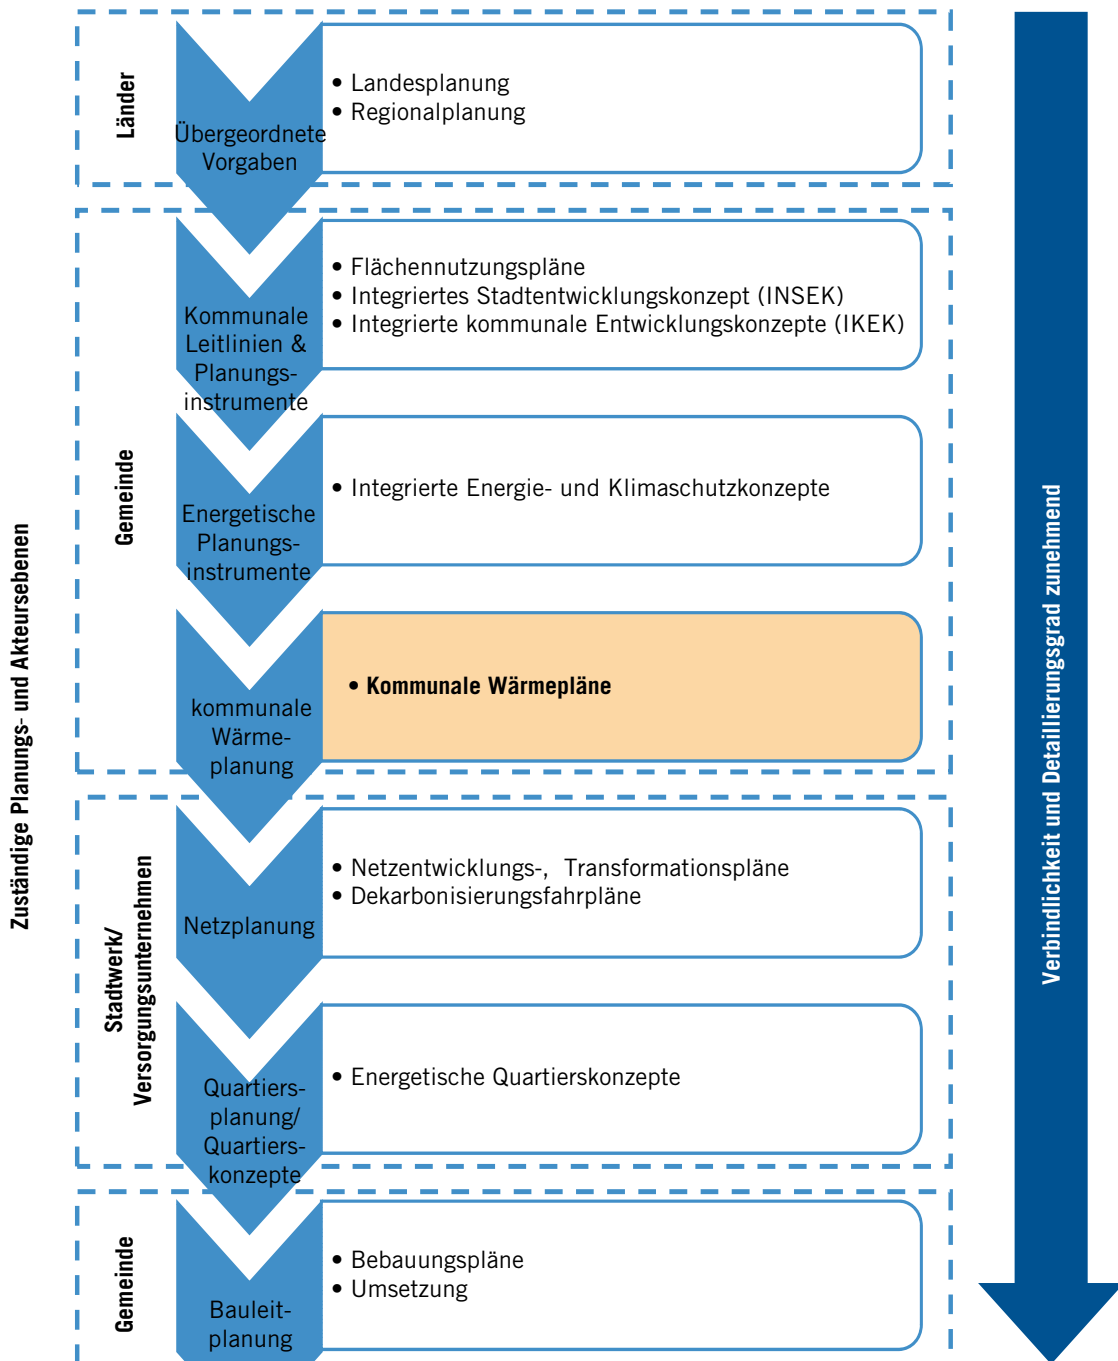 Zuständige Planungs- und Akteursebenen
Länder
Übergeordnete
Vorgaben
• Landesplanung
• Regionalplanung
Gemeinde
Kommunale
Leitlinien &
Planungs-
instrumente
• Flächennutzungspläne
• Integriertes Stadtentwicklungskonzept (INSEK)
• Integrierte kommunale Entwicklungskonzepte (IKEK)
Energetische
Planungs-
instrumente
• Integrierte Energie- und Klimaschutzkonzepte
kommunale
Wärme-
planung
• Kommunale Wärmepläne
Stadtwerk/
Versorgungsunternehmen
Netzplanung
• Netzentwicklungs-, Transformationspläne
• Dekarbonisierungsfahrpläne
Quartiers-
planung/
Quartiers-
konzepte
• Energetische Quartierskonzepte
Gemeinde
Bauleit-
planung
• Bebauungspläne
• Umsetzung
Verbindlichkeit und Detaillierungsgrad zunehmend